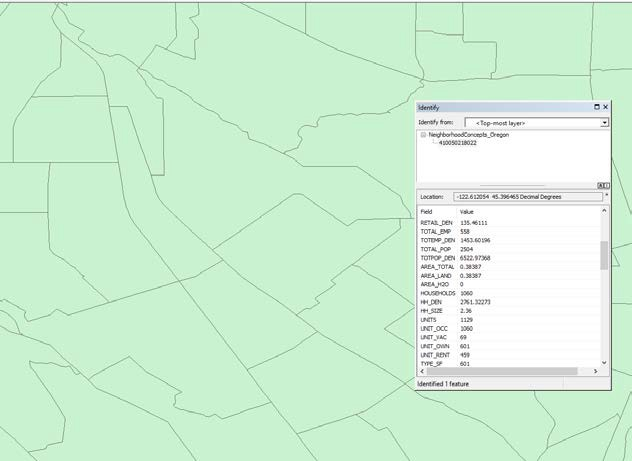 Identify
Identify from: <Top-most layer>
NeighborhoodConcepts_Oregon
410050218022
Location: -122.612054 45.396465 Decimal Degrees
Field Value
RETAIL_DEN 135.46111
TOTAL_EMP 558
TOTEMP_DEN 1453.60196
TOTAL_POP 2504
TOTPOP_DEN 6522.97368
AREA_TOTAL 0.38387
AREA_LAND 0.38387
AREA_H2O 0
HOUSEHOLDS 1060
HH_DEN 2761.32273
HH_SIZE 2.36
UNITS 1129
UNIT_OCC 1060
UNIT_VAC 69
UNIT_OWN 601
UNIT_RENT 459
TYPE_SF 601
Identified 1 feature